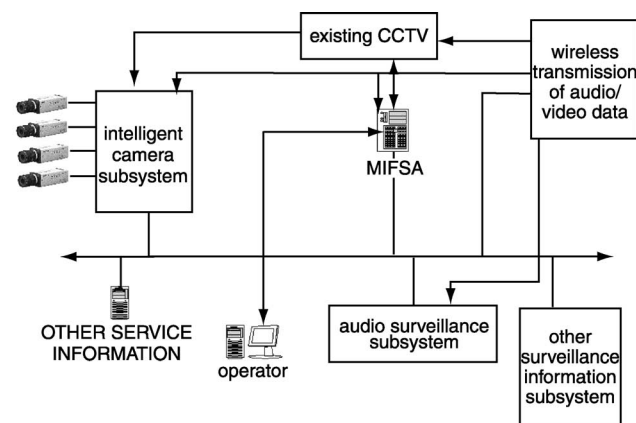 existing CCTV
wireless
transmission
of audio/
video data
intelligent
camera
subsystem
MIFSA
OTHER SERVICE
INFORMATION
operator
audio surveillance
subsystem
other
surveillance
information
subsystem